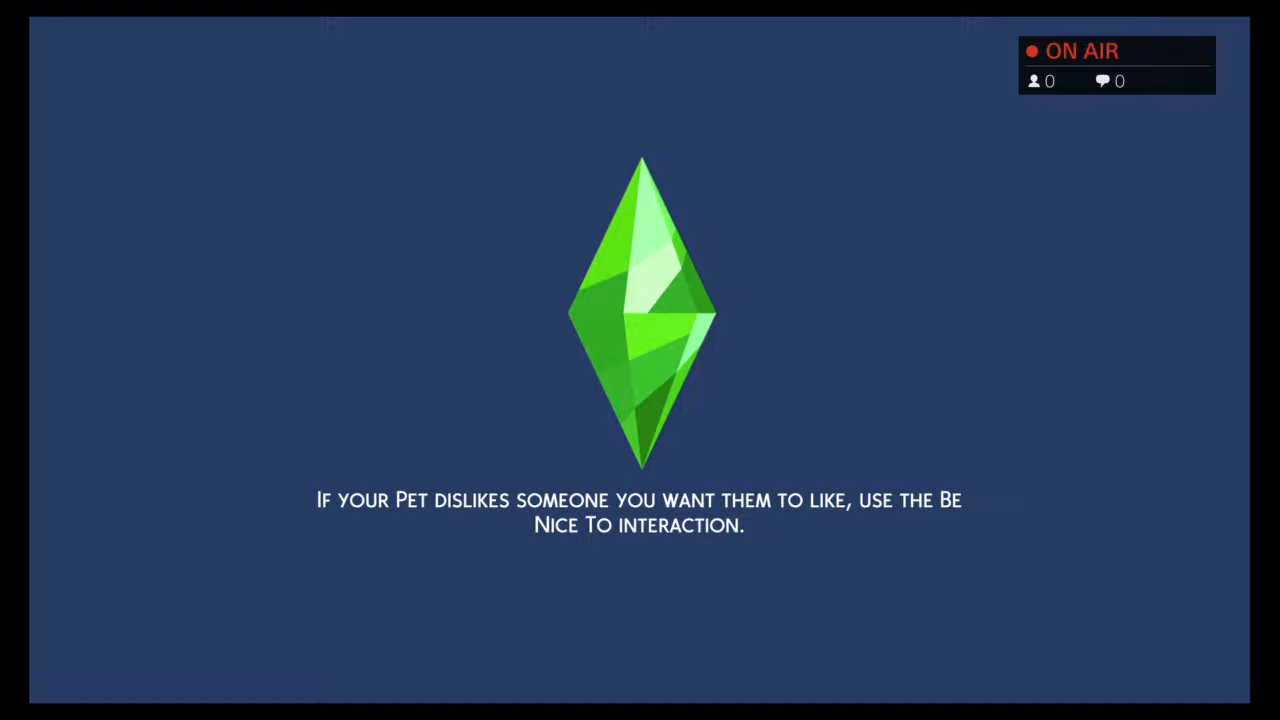 ON AIR
0 0
If your Pet dislikes someone you want them to like, use the Be
Nice To interaction.